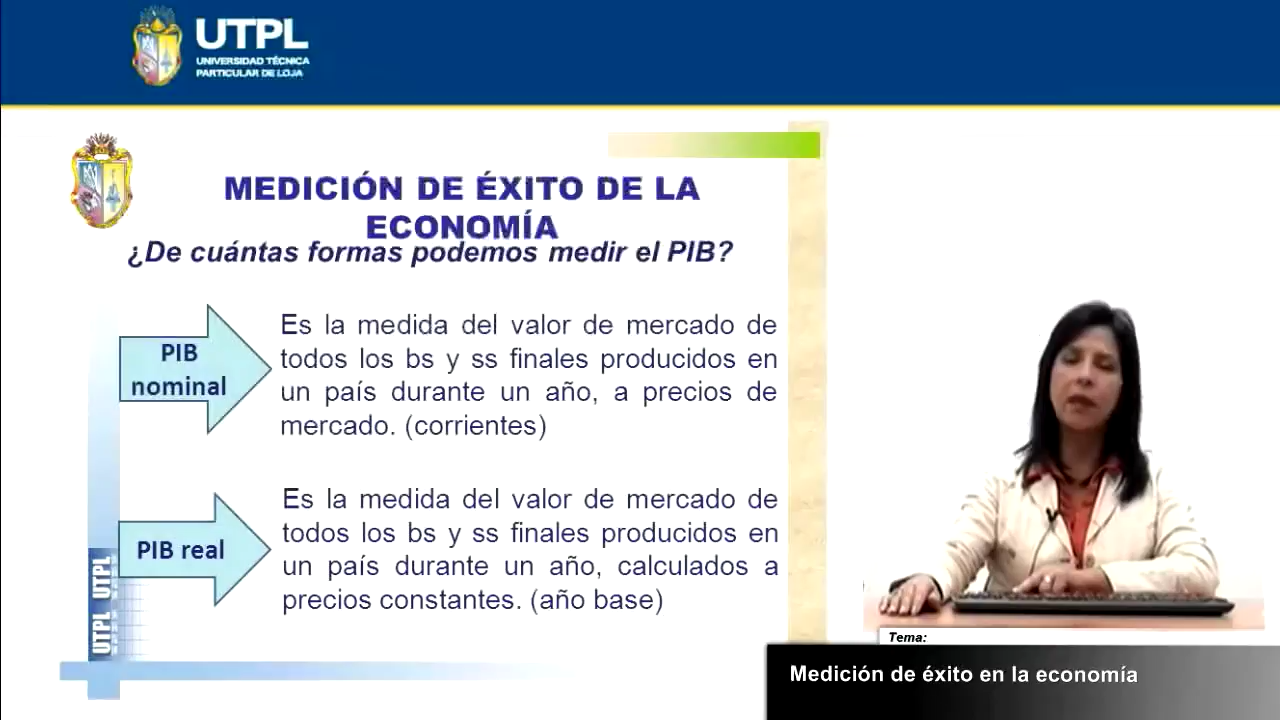 UTPL
UNIVERSIDAD TÉCNICA
PARTICULAR DE LOJA
MEDICIÓN DE ÉXITO DE LA
ECONOMÍA
¿De cuántas formas podemos medir el PIB?
PIB
nominal
Es la medida del valor de mercado de
todos los bs y ss finales producidos en
un país durante un año, a precios de
mercado. (corrientes)
PIB real
Es la medida del valor de mercado de
todos los bs y ss finales producidos en
un país durante un año, calculados a
precios constantes. (año base)
UTPL UTPL
Tema:
Medición de éxito en la economía